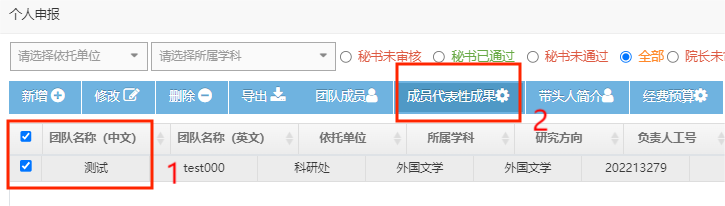 个人申报
请选择依托单位 请选择所属学科 秘书未审核 秘书已通过 秘书未通过 全部 院长未
新增 修改 删除 导出 团队成员 成员代表性成果 带头人简介 经费预算
2
团队名称（中文） 团队名称（英文） 依托单位 所属学科 研究方向 负责人工号
测试 1 test000 科研处 外国文学 外国文学 202213279